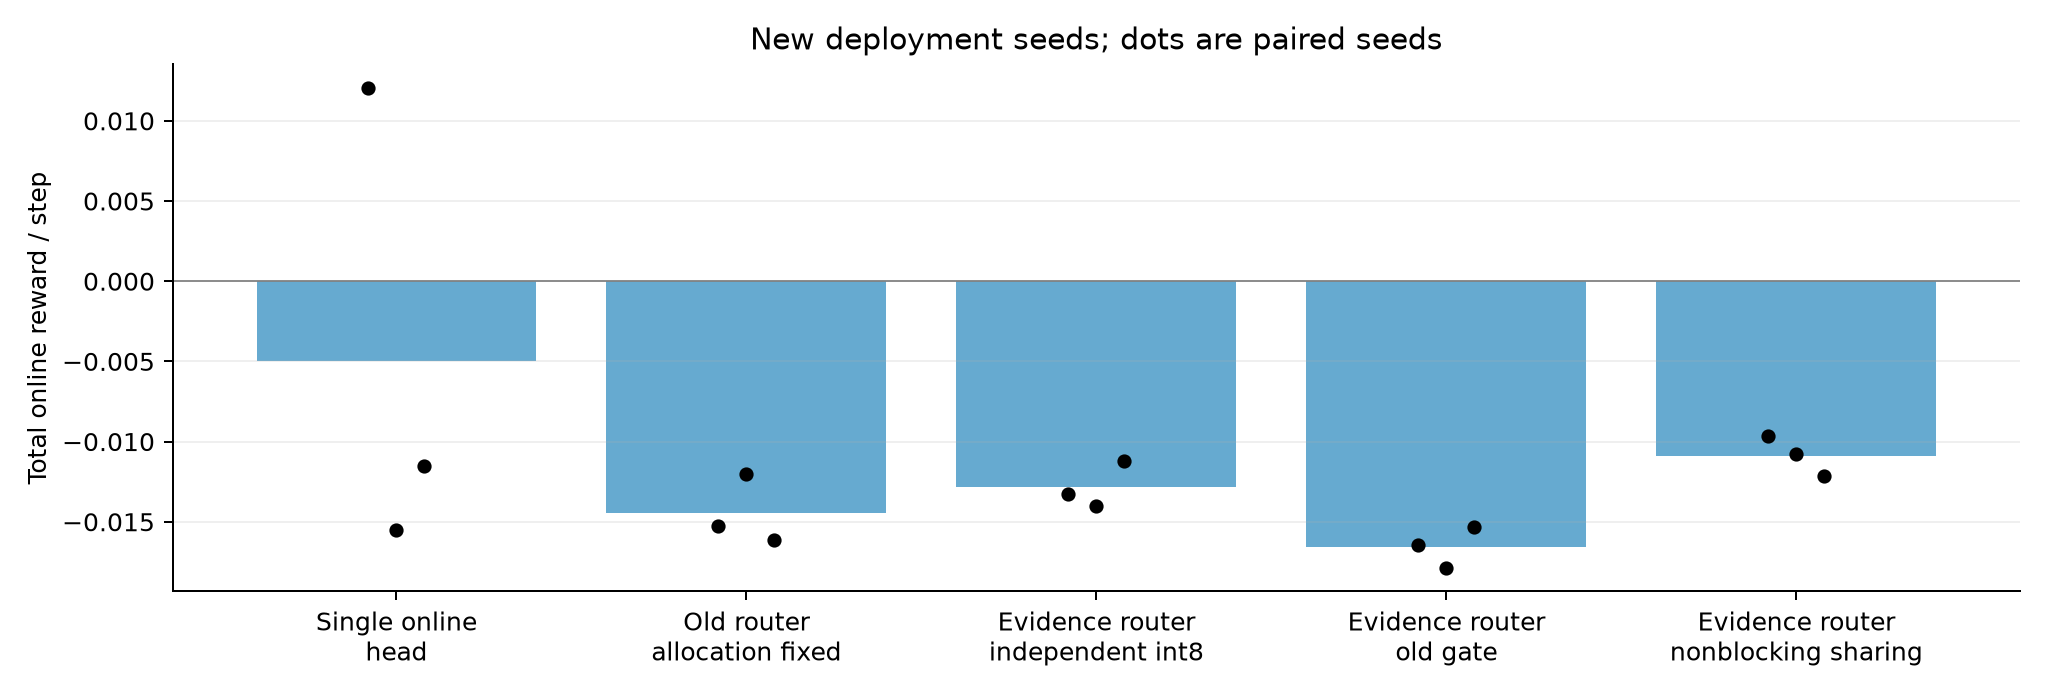 New deployment seeds; dots are paired seeds
Total online reward / step
0.010
0.005
0.000
−0.005
−0.010
−0.015
Single online
head
Old router
allocation fixed
Evidence router
independent int8
Evidence router
old gate
Evidence router
nonblocking sharing